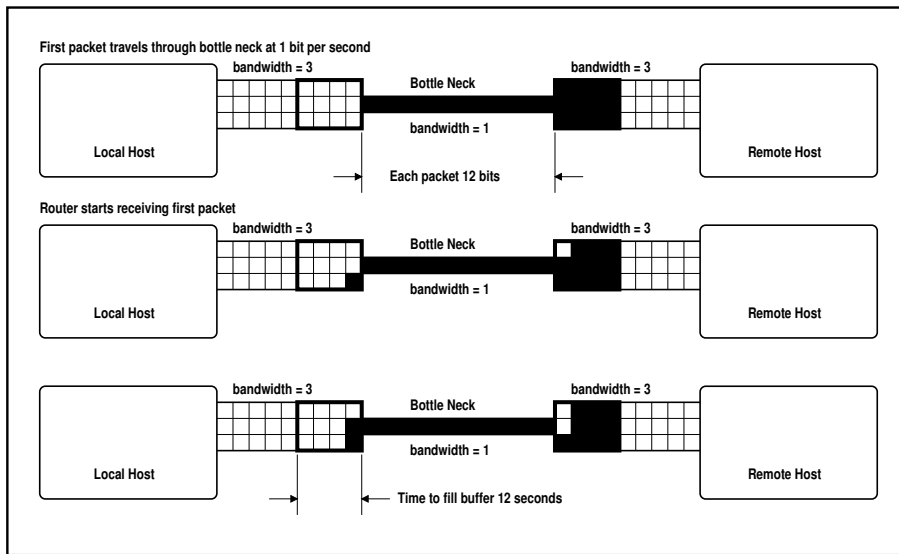 First packet travels through bottle neck at 1 bit per second
bandwidth = 3
bandwidth = 3
Bottle Neck
bandwidth = 1
Local Host
Remote Host
Each packet 12 bits
Router starts receiving first packet
bandwidth = 3
bandwidth = 3
Bottle Neck
bandwidth = 1
Local Host
Remote Host
bandwidth = 3
bandwidth = 3
Bottle Neck
bandwidth = 1
Local Host
Remote Host
Time to fill buffer 12 seconds